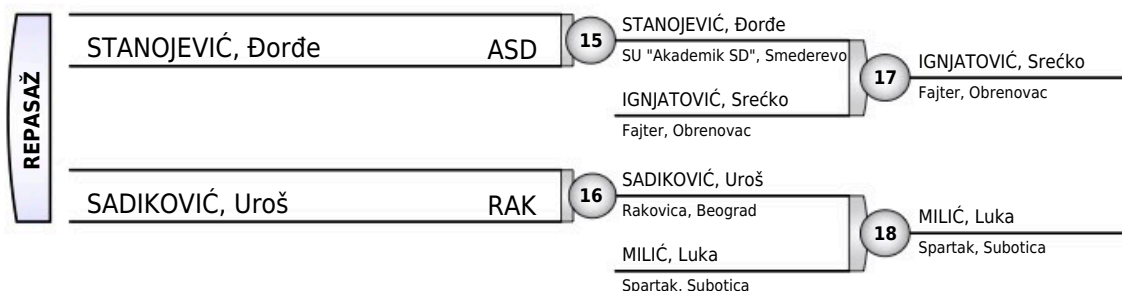 REPASAŽ
STANOJEVIĆ, Đorđe ASD
15
STANOJEVIĆ, Đorđe
SU "Akademik SD", Smederevo
IGNJATOVIĆ, Srećko
Fajter, Obrenovac
17
IGNJATOVIĆ, Srećko
Fajter, Obrenovac
SADIKOVIĆ, Uroš RAK
16
SADIKOVIĆ, Uroš
Rakovica, Beograd
MILIĆ, Luka
Spartak, Subotica
18
MILIĆ, Luka
Spartak, Subotica